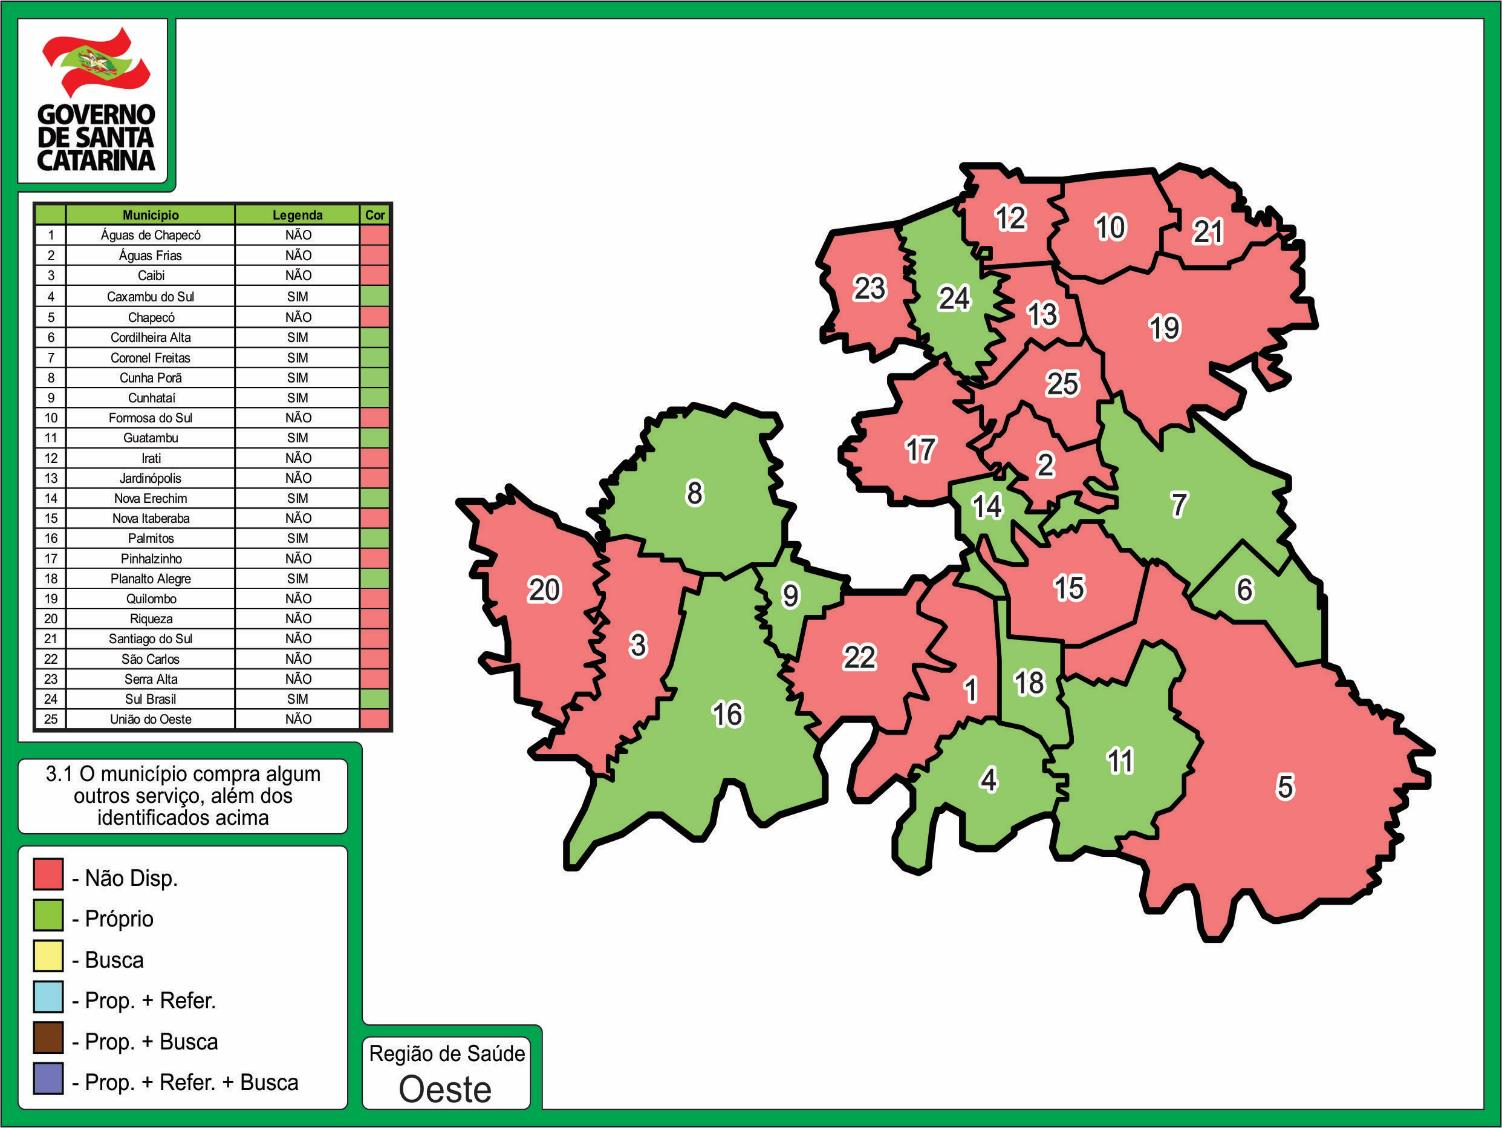 GOVERNO
DE SANTA
CATARINA
Município Legenda Cor
1 Águas de Chapecó NÃO
2 Águas Frias NÃO
3 Caibi NÃO
4 Caxambu do Sul SIM
5 Chapecó NÃO
6 Cordilheira Alta SIM
7 Coronel Freitas SIM
8 Cunha Porã SIM
9 Cunhataí SIM
10 Formosa do Sul NÃO
11 Guatambu SIM
12 Irati NÃO
13 Jardinópolis NÃO
14 Nova Erechim SIM
15 Nova Itaberaba NÃO
16 Palmitos SIM
17 Pinhalzinho NÃO
18 Planalto Alegre SIM
19 Quilombo NÃO
20 Riqueza NÃO
21 Santiago do Sul NÃO
22 São Carlos NÃO
23 Serra Alta NÃO
24 Sul Brasil SIM
25 União do Oeste NÃO
3.1 O município compra algum
outros serviço, além dos
identificados acima
- Não Disp.
- Próprio
- Busca
- Prop. + Refer.
- Prop. + Busca
- Prop. + Refer. + Busca
Região de Saúde
Oeste
12
10
21
23
24
13
19
25
17
2
8
14
7
20
9
15
6
3
22
1
18
16
4
11
5